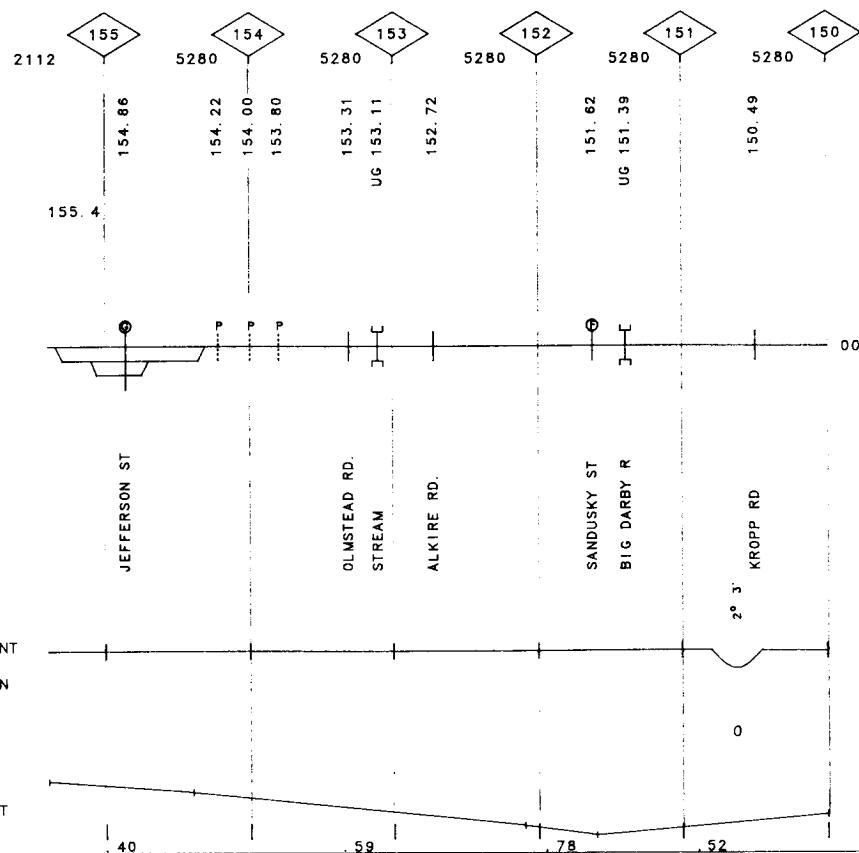 155 154 153 152 151 150
2112 5280 5280 5280 5280 5280
154.86
154.22
154.00
153.80
153.31
UG 153.11
152.72
151.62
UG 151.39
150.49
155.4
G P P P F
00
JEFFERSON ST
OLMSTEAD RD.
STREAM
ALKIRE RD.
SANDUSKY ST
BIG DARBY R
KROPP RD
2° 3'
NT
N
0
T
.40 .59 .78 .52